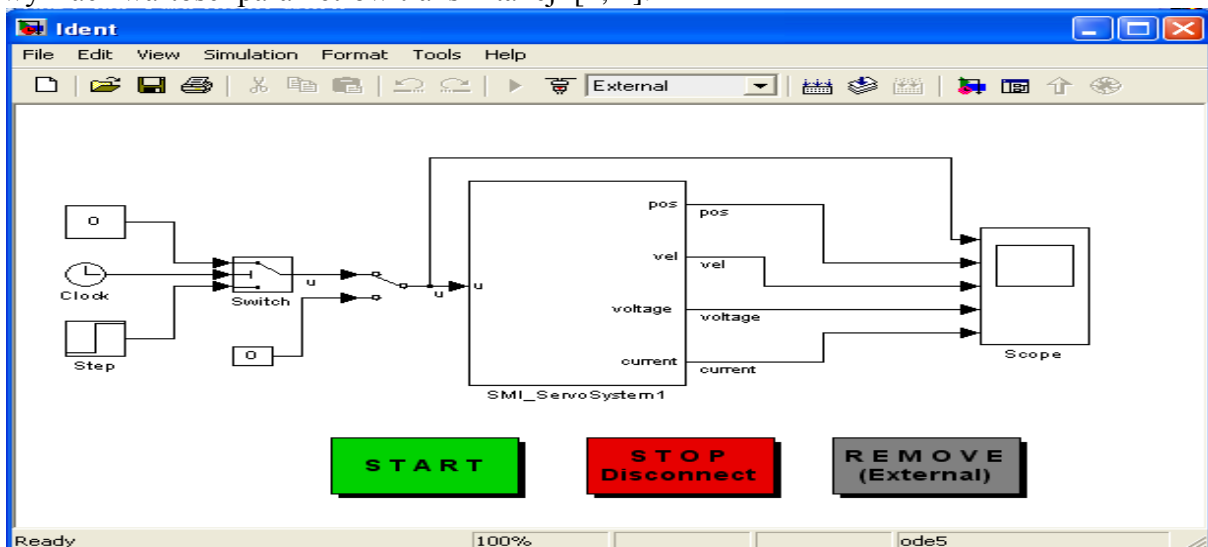 Ident
File Edit View Simulation Format Tools Help
External
0
Clock
Step
Switch
u
0
u
u
pos
vel
voltage
current
SMI_ServoSystem1
pos
vel
voltage
current
Scope
START
STOP
Disconnect
REMOVE
(External)
Ready 100% ode5